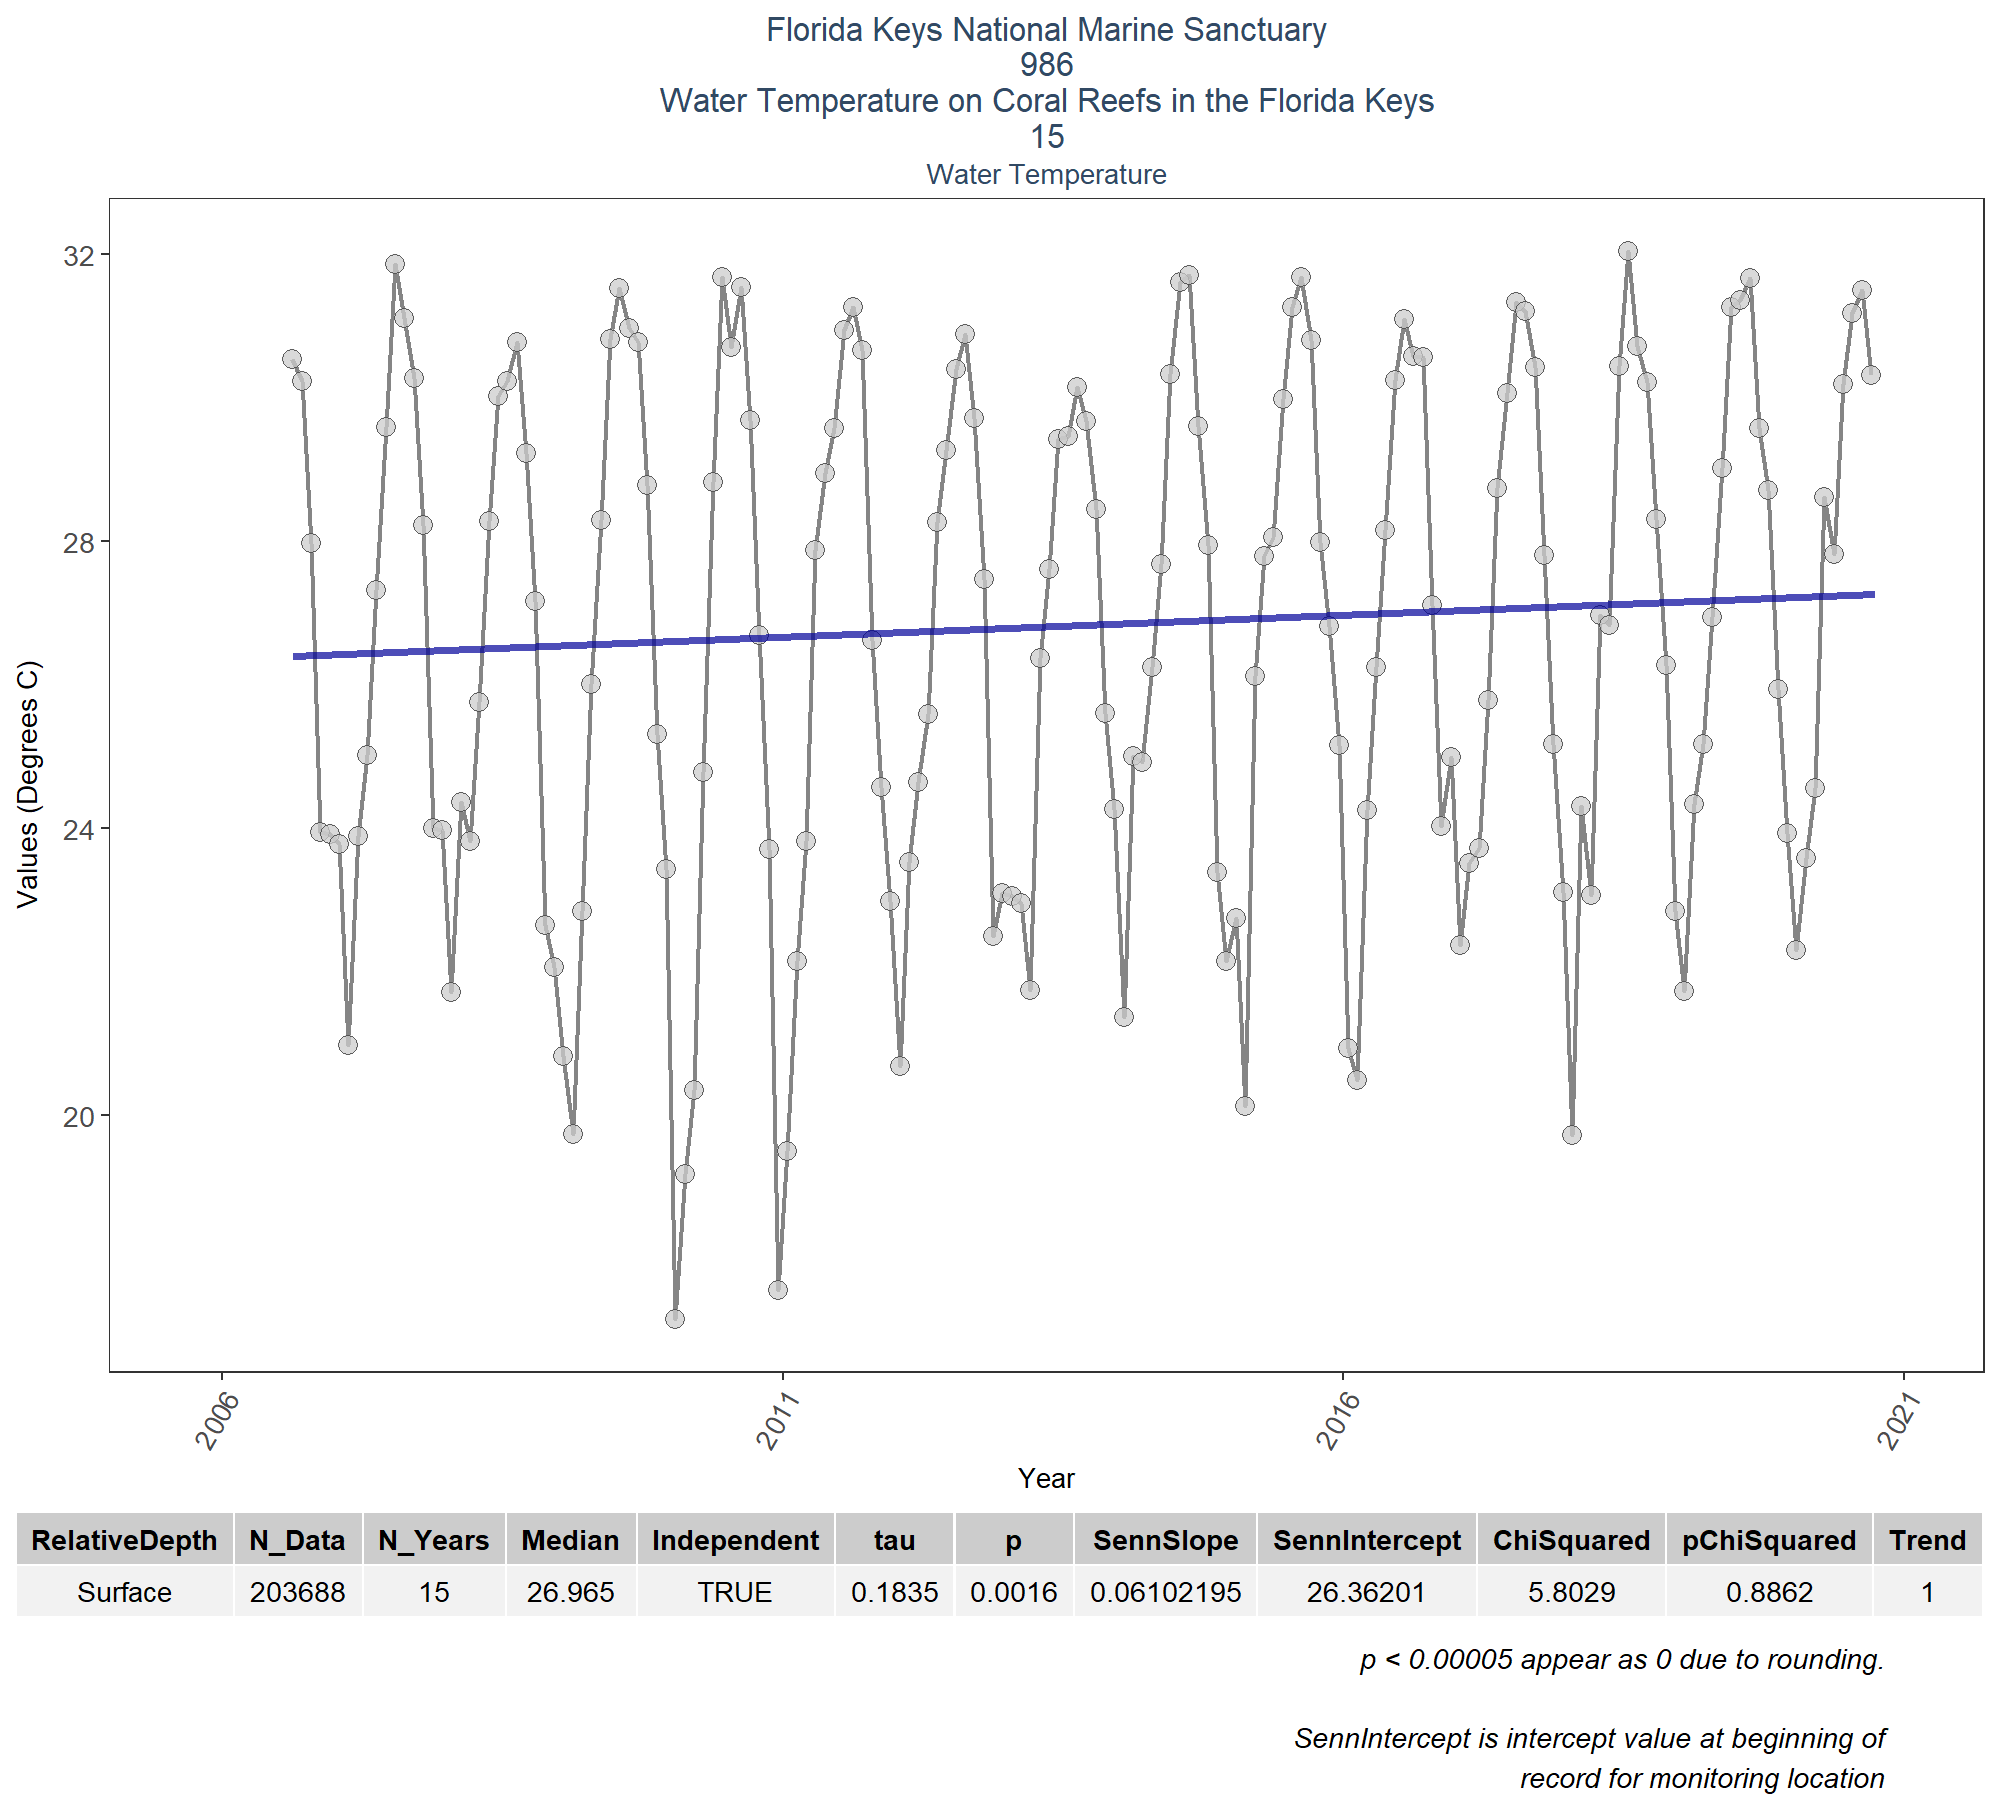 Florida Keys National Marine Sanctuary
986
Water Temperature on Coral Reefs in the Florida Keys
15
Water Temperature
32
28
24
20
Values (Degrees C)
2006
2011
2016
2021
Year
RelativeDepth N_Data N_Years Median Independent tau p SennSlope SennIntercept ChiSquared pChiSquared Trend
Surface 203688 15 26.965 TRUE 0.1835 0.0016 0.06102195 26.36201 5.8029 0.8862 1
p < 0.00005 appear as 0 due to rounding.
SennIntercept is intercept value at beginning of
record for monitoring location